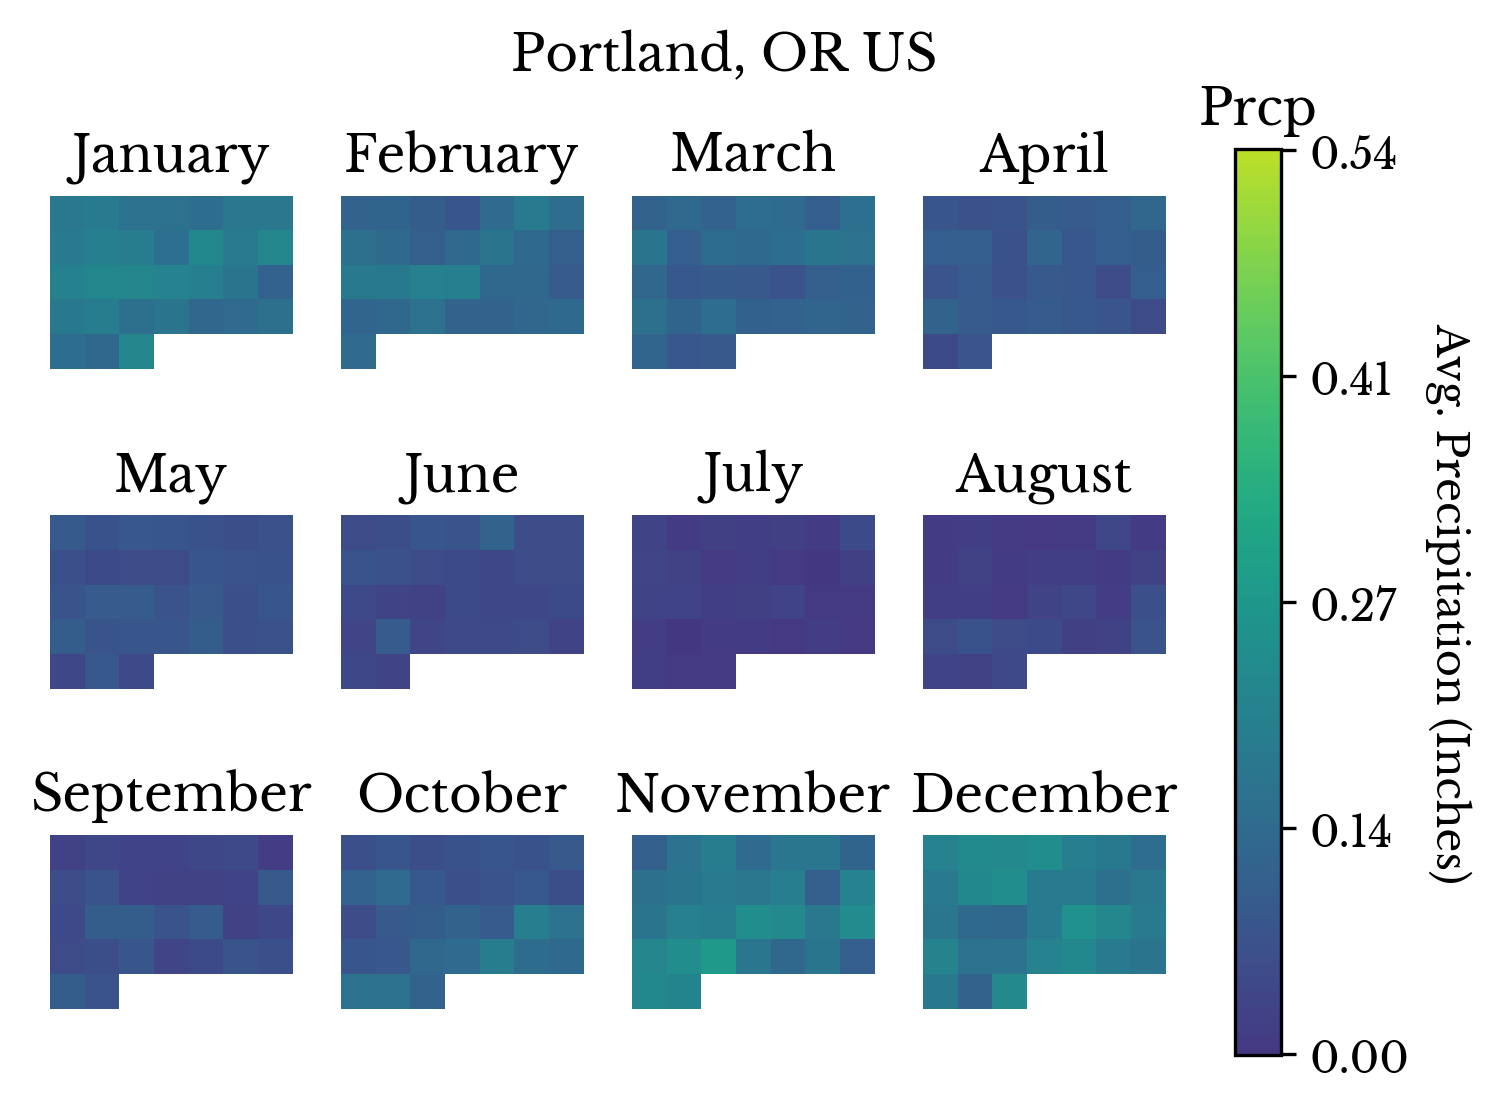 Portland, OR US
Prcp
January
February
March
April
May
June
July
August
September
October
November
December
0.54
0.41
0.27
0.14
0.00
Avg. Precipitation (Inches)